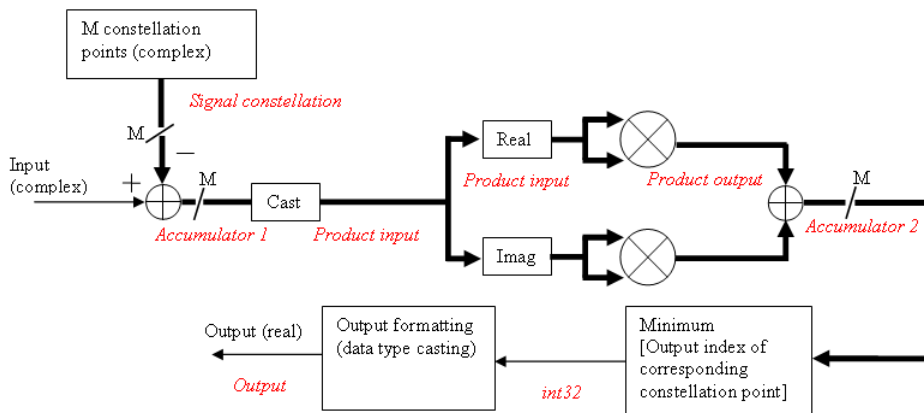 M constellation
points (complex)
Signal constellation
M
−
Input
(complex)
+
M
Cast
Accumulator 1
Product input
Real
Product input
Product output
M
Accumulator 2
Imag
Output (real)
Output
Output formatting
(data type casting)
int32
Minimum
[Output index of
corresponding
constellation point]